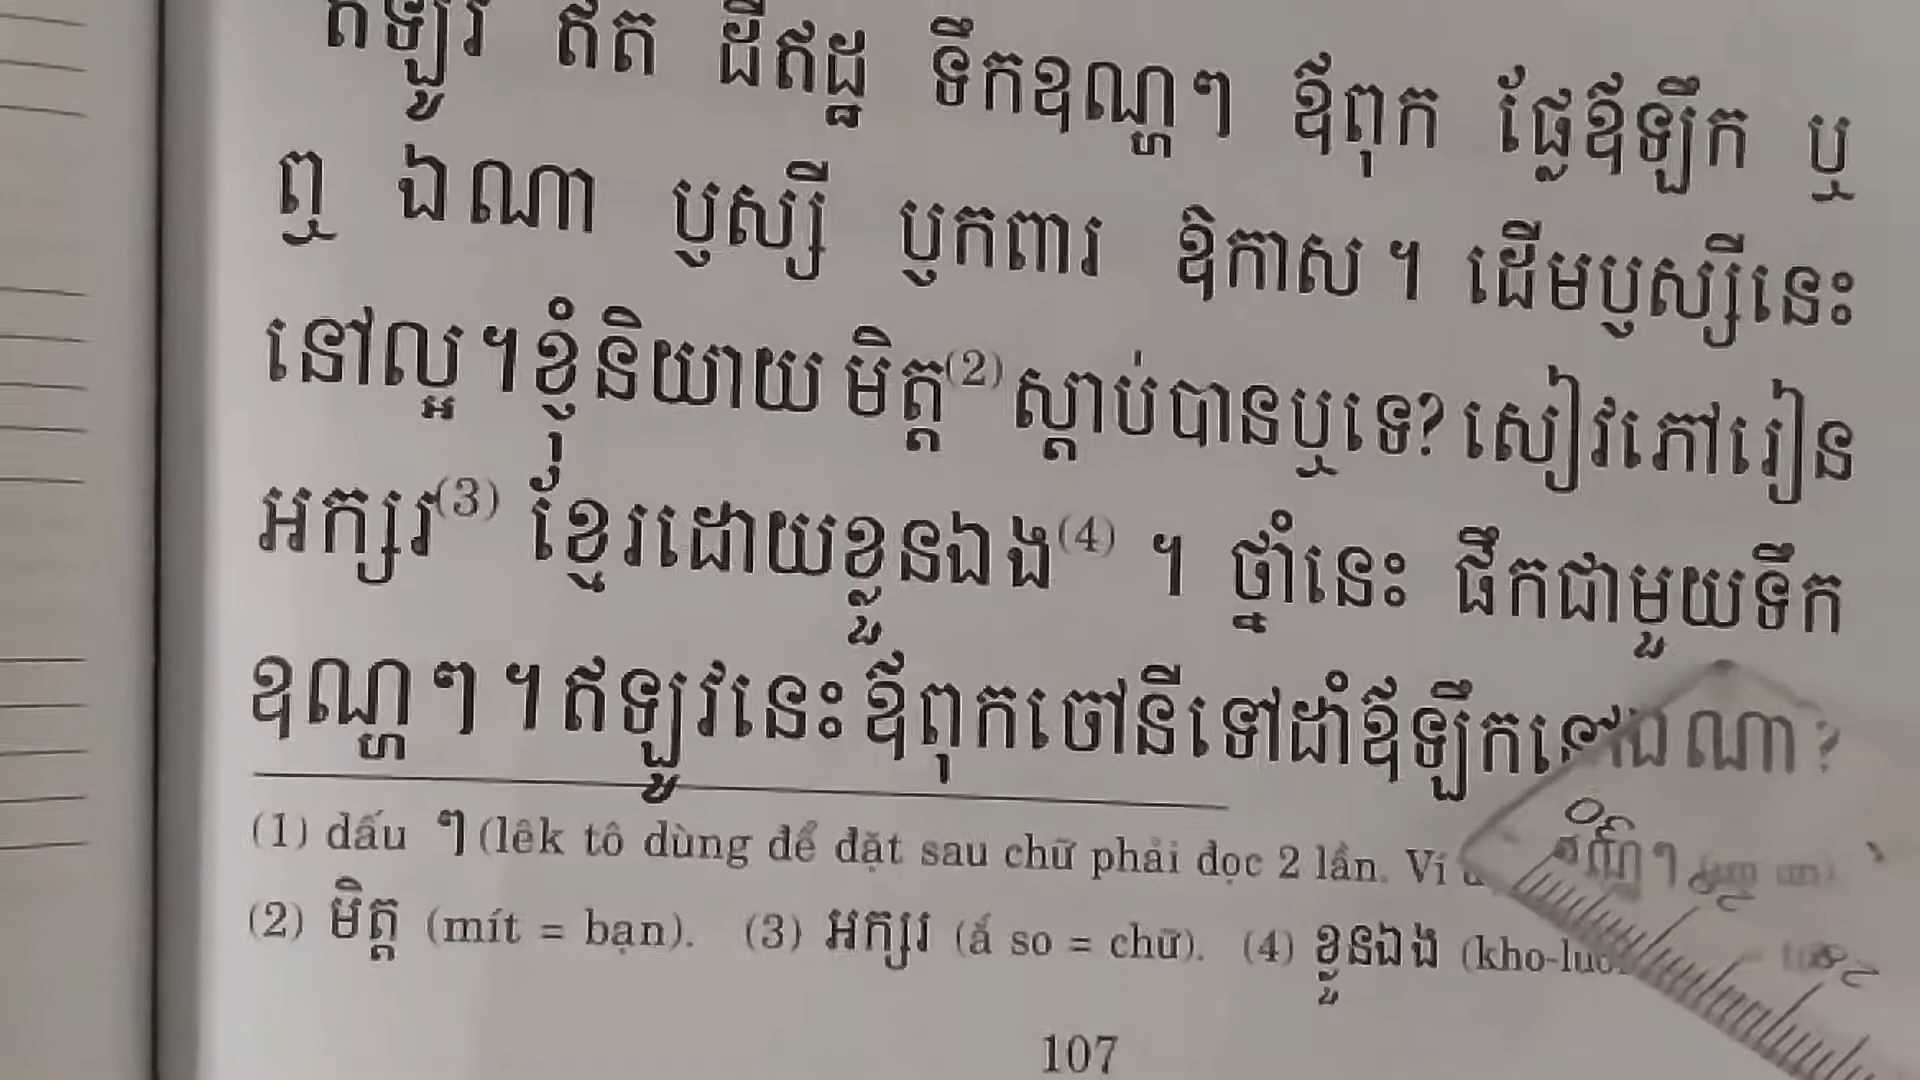 ឥឡូវ ឥត ដីឥដ្ឋ ទឹកឧណ្ហៗ ឪពុក ផ្លែឪឡឹក ឬ
ឮ ឯណា ឫស្សី ឫកពារ ឱកាស ។ ដើមឫស្សីនេះ
នៅល្អ ។ ខ្ញុំនិយាយ មិត្ត(2) ស្តាប់បានឬទេ? សៀវភៅរៀន
អក្សរ(3) ខ្មែរដោយខ្លួនឯង(4) ។ ថ្នាំនេះ ផឹកជាមួយទឹក
ឧណ្ហៗ ។ ឥឡូវនេះ ឪពុកចៅនីទៅដាំឪឡឹកនៅឯណា?
(1) dấu ៗ (lêk tô dùng để đặt sau chữ phải đọc 2 lần. Ví
(2) មិត្ត (mít = bạn). (3) អក្សរ (ắ so = chữ). (4) ខ្លួនឯង
107